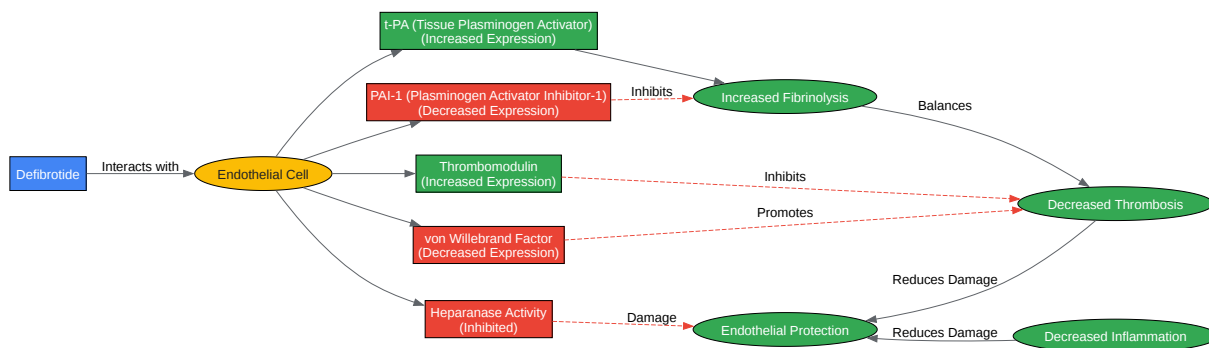 t-PA (Tissue Plasminogen Activator)
(Increased Expression)
PAI-1 (Plasminogen Activator Inhibitor-1)
(Decreased Expression)
Inhibits
Increased Fibrinolysis
Balances
Defibrotide
Interacts with
Endothelial Cell
Thrombomodulin
(Increased Expression)
Inhibits
Decreased Thrombosis
Promotes
von Willebrand Factor
(Decreased Expression)
Reduces Damage
Heparanase Activity
(Inhibited)
Damage
Endothelial Protection
Reduces Damage
Decreased Inflammation